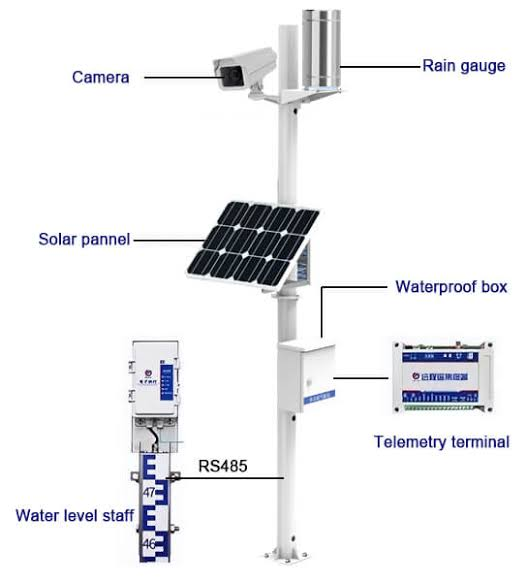 Camera
Rain gauge
Solar pannel
Waterproof box
Telemetry terminal
RS485
47
Water level staff
46